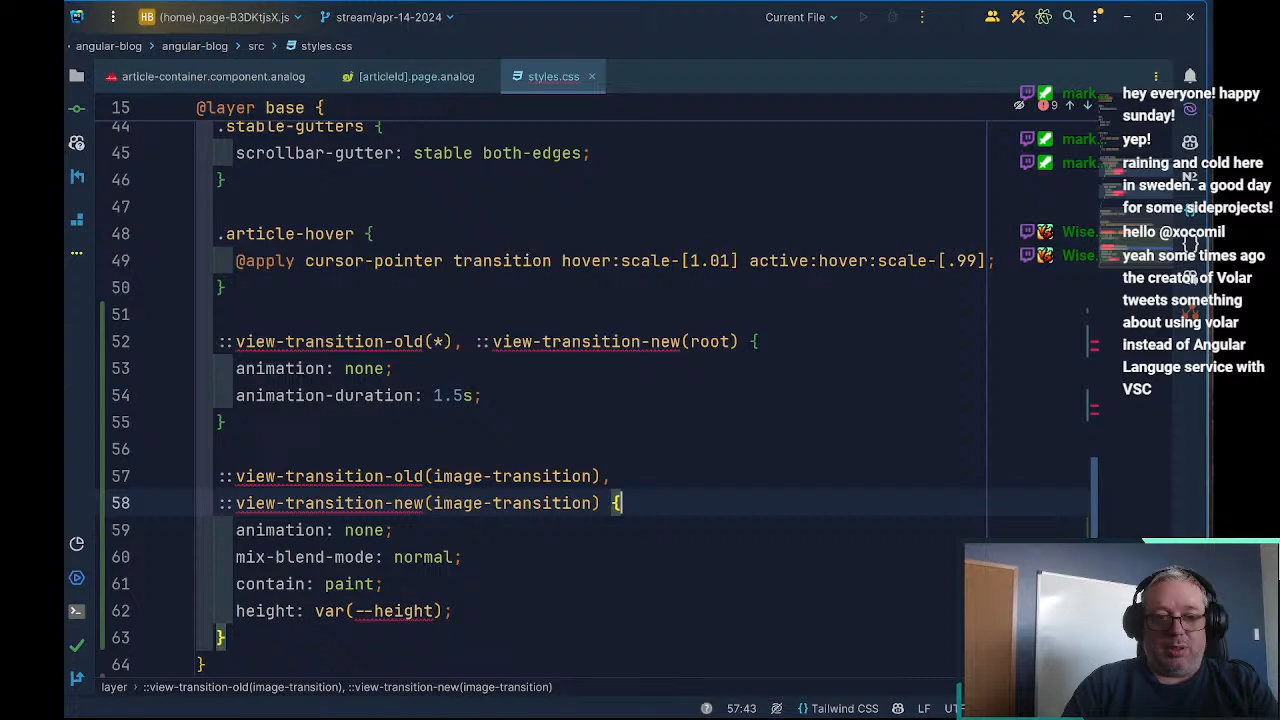 HB (home).page-B3DKtjsX.js
stream/apr-14-2024
Current File
angular-blog > angular-blog > src > styles.css
article-container.component.analog
[articleId].page.analog
styles.css
15 @layer base {
44 .stable-gutters {
45 scrollbar-gutter: stable both-edges;
46 }
47
48 .article-hover {
49 @apply cursor-pointer transition hover:scale-[1.01] active:hover:scale-[.99];
50 }
51
52 ::view-transition-old(*), ::view-transition-new(root) {
53 animation: none;
54 animation-duration: 1.5s;
55 }
56
57 ::view-transition-old(image-transition),
58 ::view-transition-new(image-transition) {
59 animation: none;
60 mix-blend-mode: normal;
61 contain: paint;
62 height: var(--height);
63 }
64 }
9
mark.. hey everyone! happy
sunday!
mark.. yep!
mark.. raining and cold here
in sweden. a good day
for some sideprojects!
Wise.. hello @xocomil
Wise.. yeah some times ago
the creator of Volar
tweets something
about using volar
instead of Angular
Languge service with
VSC
layer > ::view-transition-old(image-transition), ::view-transition-new(image-transition)
57:43
{} Tailwind CSS
LF